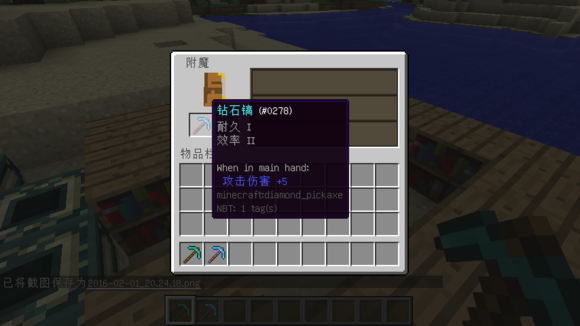 附魔
钻石镐 (#0278)
耐久 I
效率 II
When in main hand:
攻击伤害 +5
minecraft:diamond_pickaxe
NBT: 1 tag(s)
物品栏
已将截图保存为2016-02-01_20.24.18.png